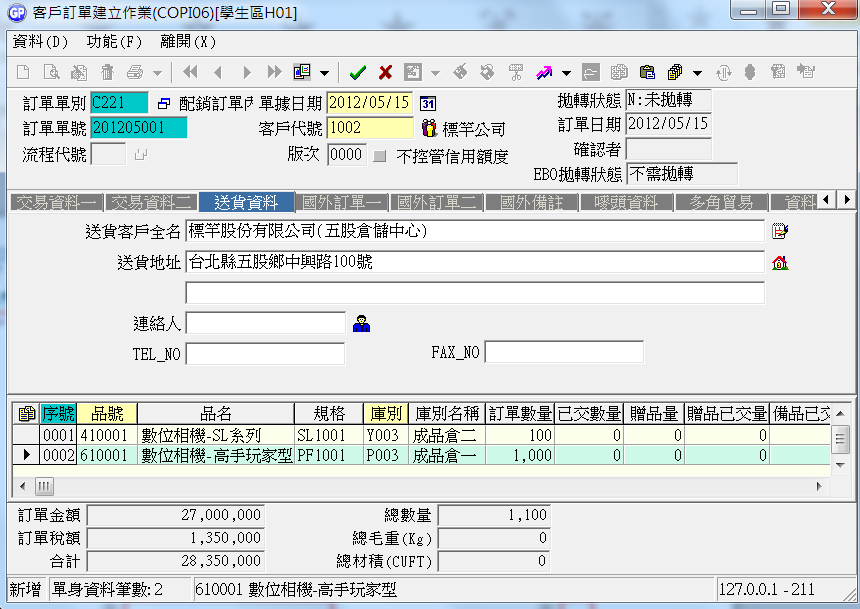 GP 客戶訂單建立作業(COPI06)[學生區H01]
資料(D) 功能(F) 離開(X)
訂單單別 C221 配銷訂單 單據日期 2012/05/15 31 拋轉狀態 N:未拋轉
訂單單號 201205001 客戶代號 1002 標竿公司 訂單日期 2012/05/15
流程代號 版次 0000 不控管信用額度 確認者
EBO拋轉狀態 不需拋轉
交易資料一 交易資料二 送貨資料 國外訂單一 國外訂單二 國外備註 嘜頭資料 多角貿易 資料
送貨客戶全名 標竿股份有限公司(五股倉儲中心)
送貨地址 台北縣五股鄉中興路100號
連絡人
TEL_NO FAX_NO
序號 品號 品名 規格 庫別 庫別名稱 訂單數量 已交數量 贈品量 贈品已交量 備品已交
0001 410001 數位相機-SL系列 SL1001 Y003 成品倉二 100 0 0 0
0002 610001 數位相機-高手玩家型 PF1001 P003 成品倉一 1,000 0 0 0
訂單金額 27,000,000 總數量 1,100
訂單稅額 1,350,000 總毛重(Kg) 0
合計 28,350,000 總材積(CUFT) 0
新增 單身資料筆數: 2 610001 數位相機-高手玩家型 127.0.0.1 - 211